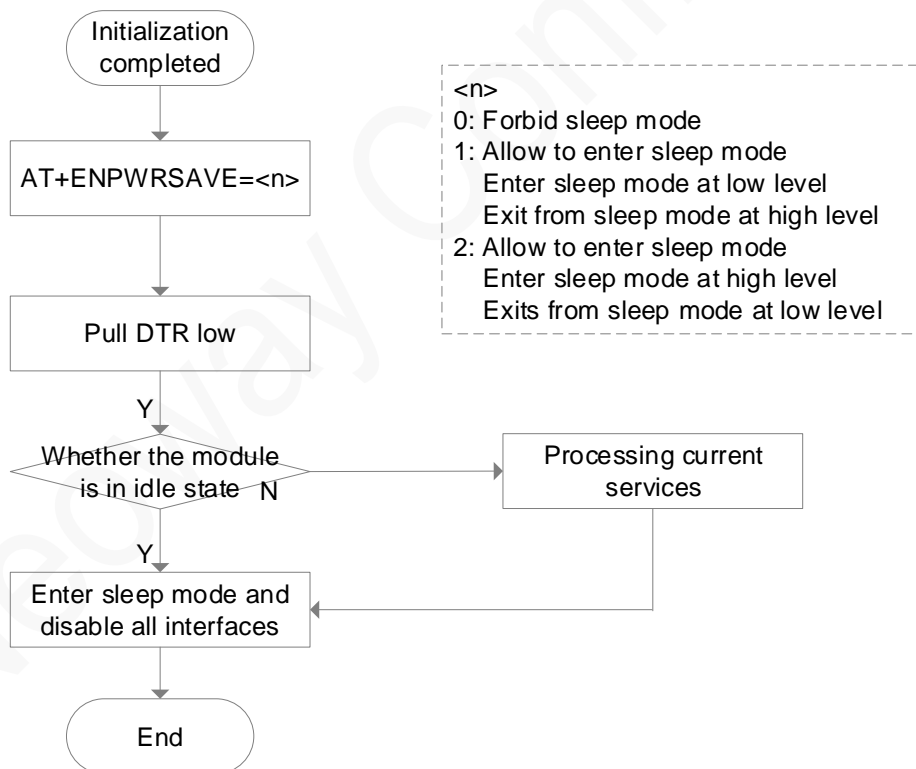 Initialization
completed
<n>
0: Forbid sleep mode
1: Allow to enter sleep mode
Enter sleep mode at low level
Exit from sleep mode at high level
2: Allow to enter sleep mode
Enter sleep mode at high level
Exits from sleep mode at low level
AT+ENPWRSAVE=<n>
Pull DTR low
Y
Whether the module
is in idle state
N
Processing current
services
Y
Enter sleep mode and
disable all interfaces
End